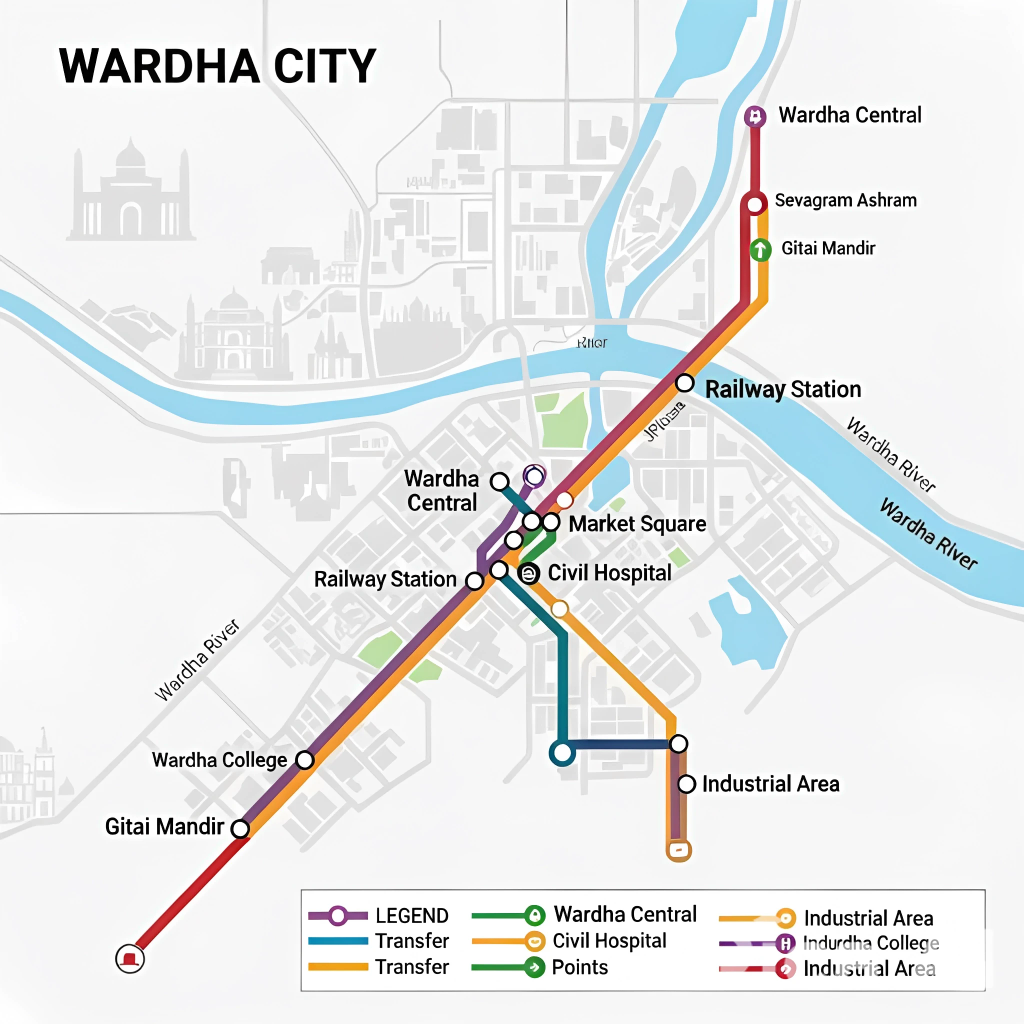 WARDHA CITY
Wardha Central
Sevagram Ashram
Gitai Mandir
Railway Station
Wardha River
Wardha River
Wardha
Central
Market Square
Civil Hospital
Railway Station
Wardha River
Wardha College
Industrial Area
Gitai Mandir
LEGEND
Wardha Central
Industrial Area
Transfer
Civil Hospital
Indurdha College
Transfer
Points
Industrial Area